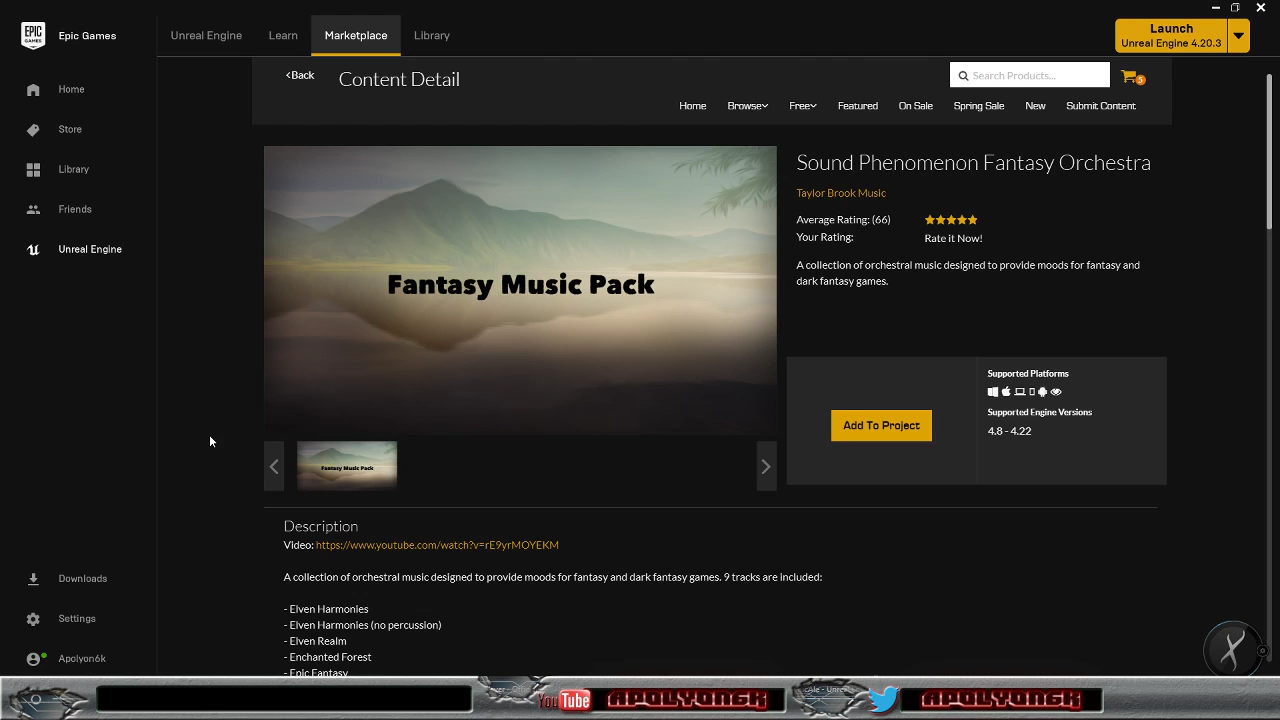 EPIC GAMES
Epic Games
Unreal Engine
Learn
Marketplace
Library
Launch
Unreal Engine 4.20.3
Home
Store
Library
Friends
Unreal Engine
Downloads
Settings
Apolyon6k
<Back
Content Detail
Search Products...
5
Home
Browse
Free
Featured
On Sale
Spring Sale
New
Submit Content
Fantasy Music Pack
Fantasy Music Pack
Sound Phenomenon Fantasy Orchestra
Taylor Brook Music
Average Rating: (66)
Your Rating:
Rate it Now!
A collection of orchestral music designed to provide moods for fantasy and
dark fantasy games.
Add To Project
Supported Platforms
Supported Engine Versions
4.8 - 4.22
Description
Video: https://www.youtube.com/watch?v=rE9yrMOYEKM
A collection of orchestral music designed to provide moods for fantasy and dark fantasy games. 9 tracks are included:
- Elven Harmonies
- Elven Harmonies (no percussion)
- Elven Realm
- Enchanted Forest
- Epic Fantasy
YouTube
APOLYON6K
APOLYON6K